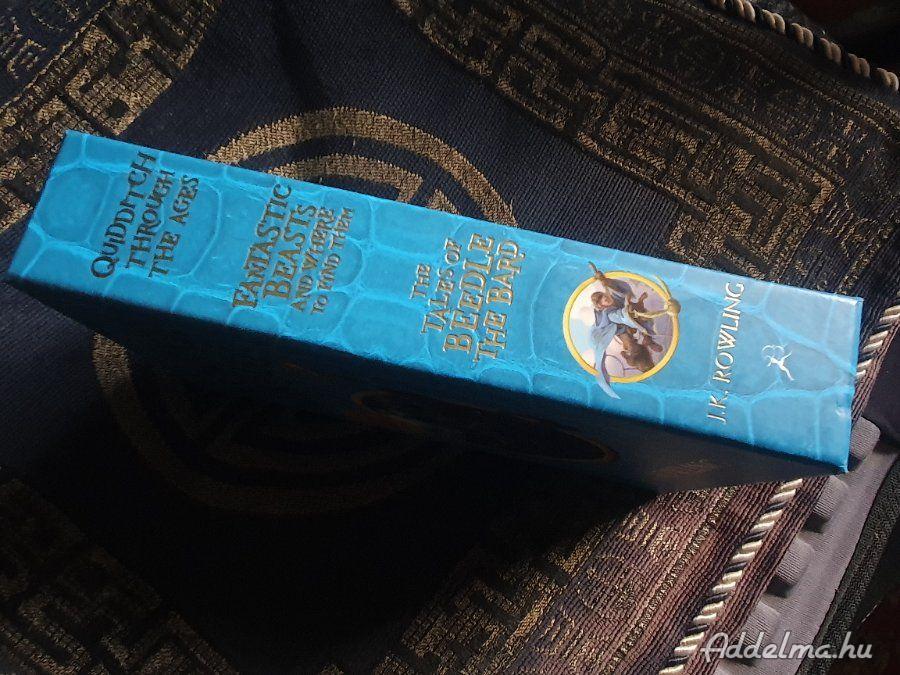 QUIDDITCH
THROUGH
THE AGES
FANTASTIC
BEASTS
AND WHERE
TO FIND THEM
THE
TALES OF
BEEDLE
THE BARD
J.K. ROWLING
Addelma.hu